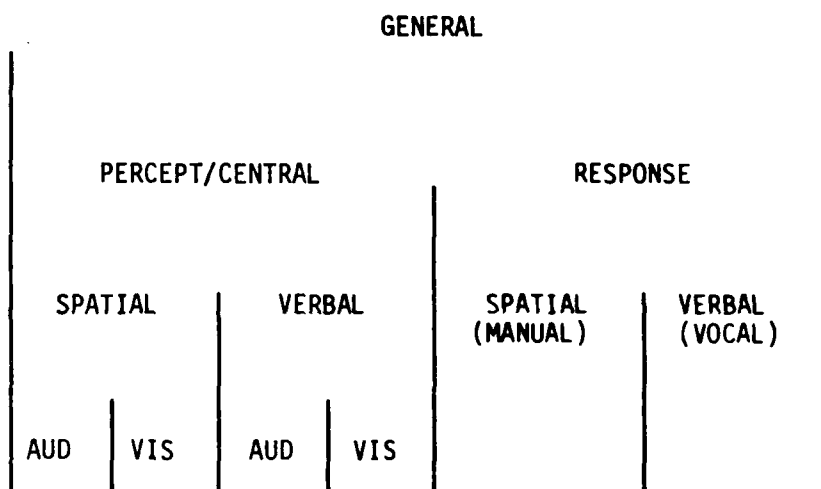 GENERAL
PERCEPT/CENTRAL RESPONSE
SPATIAL VERBAL SPATIAL VERBAL
(MANUAL) (VOCAL)
AUD VIS AUD VIS